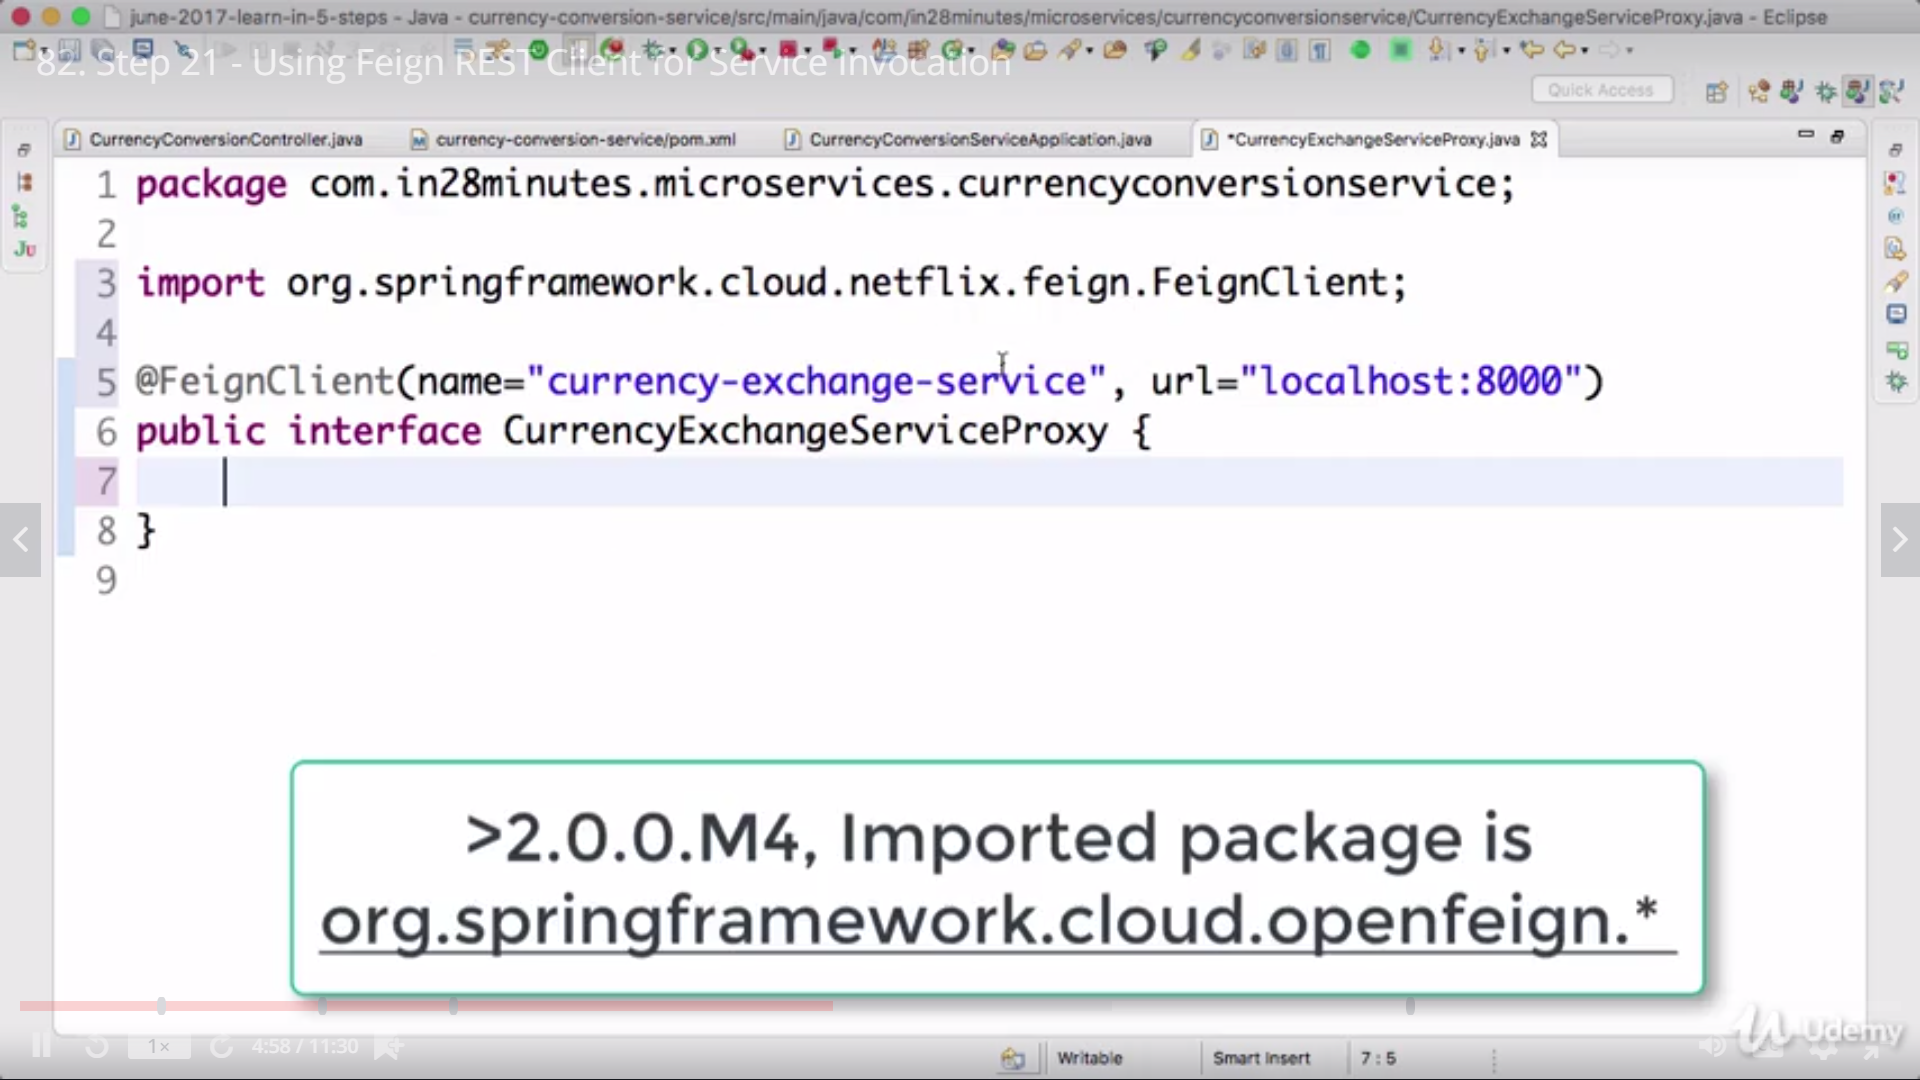 june-2017-learn-in-5-steps - Java - currency-conversion-service/src/main/java/com/in28minutes/microservices/currencyconversionservice/CurrencyExchangeServiceProxy.java - Eclipse
82. Step 21 - Using Feign REST Client for Service Invocation
Quick Access
CurrencyConversionController.java currency-conversion-service/pom.xml CurrencyConversionServiceApplication.java *CurrencyExchangeServiceProxy.java
Ju
1 package com.in28minutes.microservices.currencyconversionservice;
2
3 import org.springframework.cloud.netflix.feign.FeignClient;
4
5 @FeignClient(name="currency-exchange-service", url="localhost:8000")
6 public interface CurrencyExchangeServiceProxy {
7
8 }
9
>2.0.0.M4, Imported package is
org.springframework.cloud.openfeign.*
1× 4:58 / 11:30
Udemy
Writable Smart Insert 7 : 5